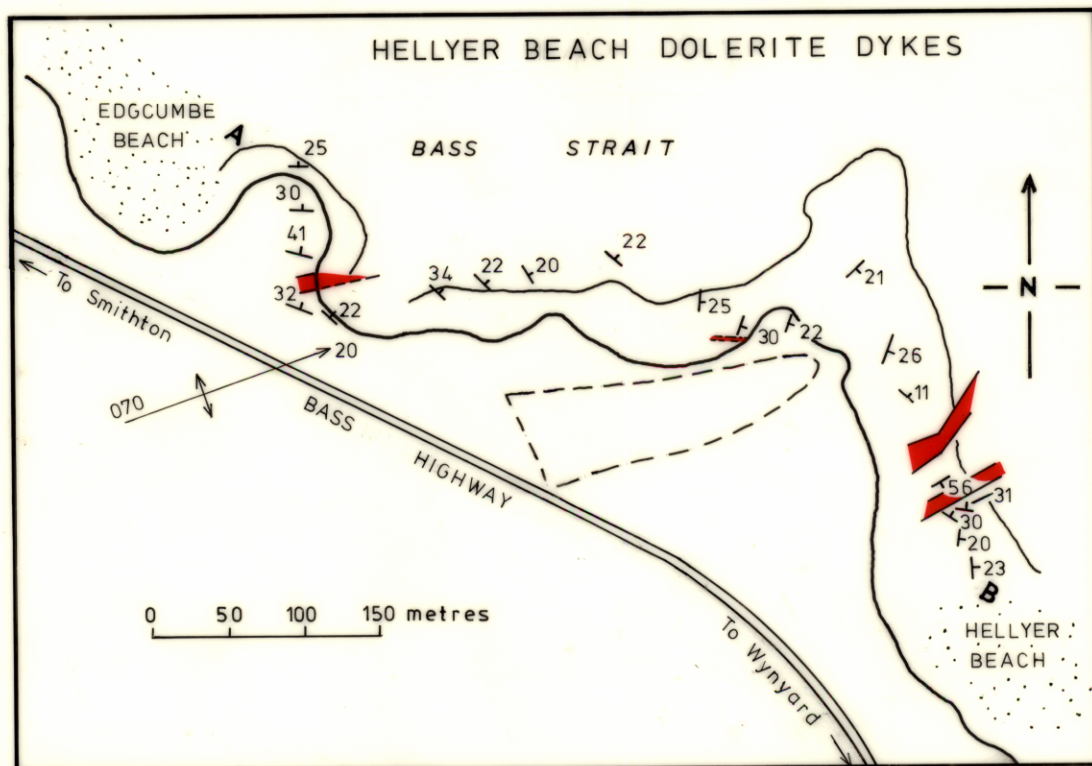 HELLYER BEACH DOLERITE DYKES
EDGCUMBE
BEACH
A
BASS STRAIT
25
30
41
32
22
34
22
20
22
25
30
22
21
26
11
N
To Smithton
20
070
BASS
HIGHWAY
56
31
30
20
23
B
0 50 100 150 metres
To Wynyard
HELLYER
BEACH